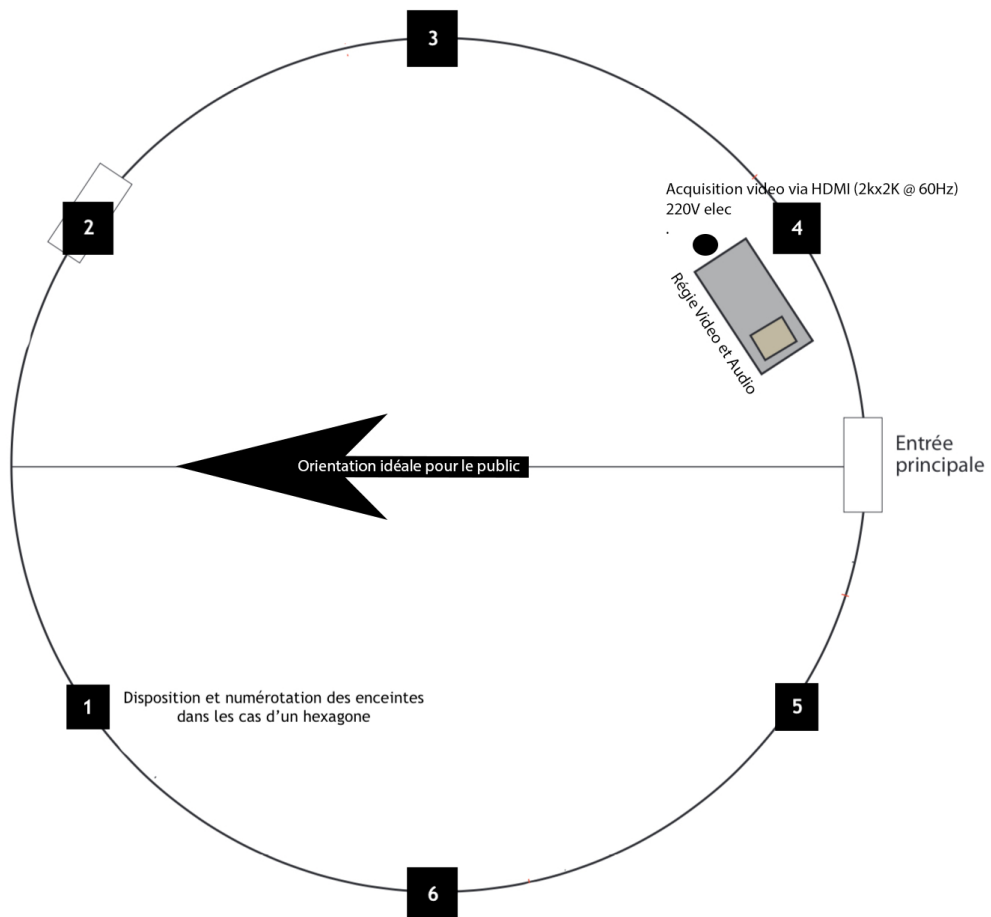 3
Acquisition video via HDMI (2kx2K @ 60Hz)
220V elec
2
4
Régie Video et Audio
Entrée
principale
Orientation idéale pour le public
1
Disposition et numérotation des enceintes
dans les cas d'un hexagone
5
6